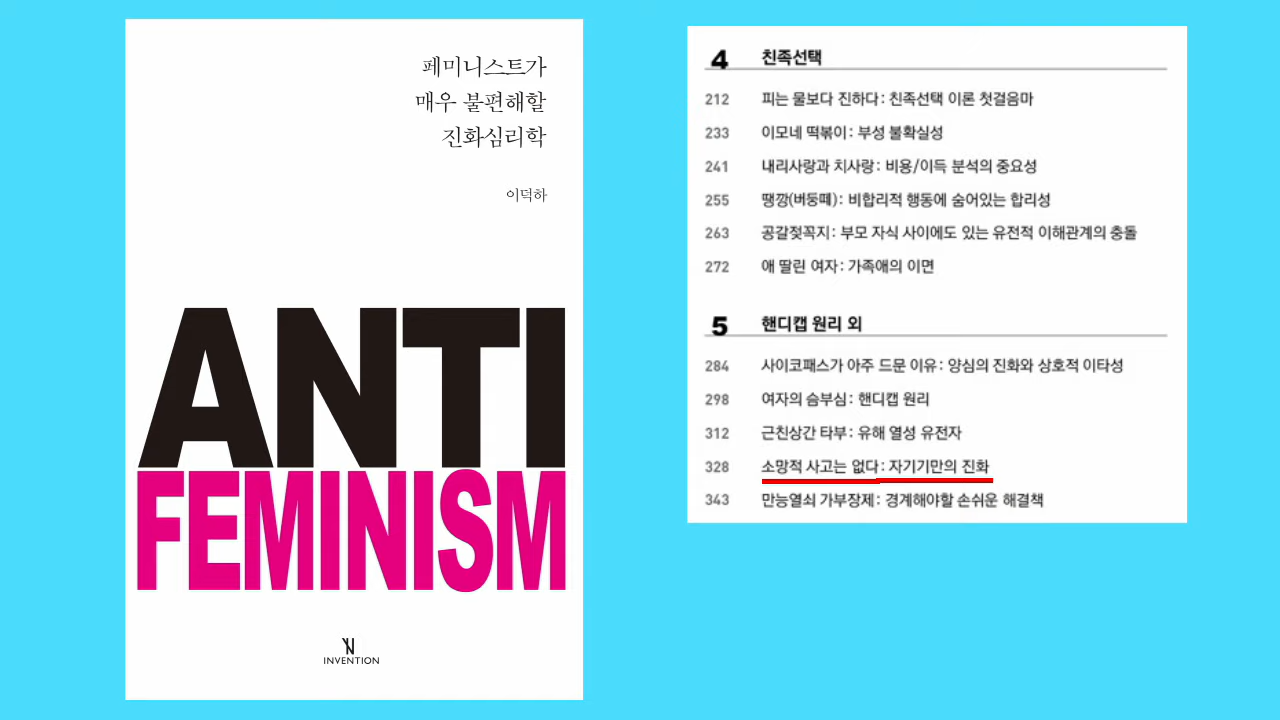 페미니스트가
매우 불편해할
진화심리학
이덕하
ANTI
FEMINISM
INVENTION
4 친족선택
212 피는 물보다 진하다: 친족선택 이론 첫걸음마
233 이모네 떡볶이: 부성 불확실성
241 내리사랑과 치사랑: 비용/이득 분석의 중요성
255 땡깡(버둥떼): 비합리적 행동에 숨어있는 합리성
263 공갈젖꼭지: 부모 자식 사이에도 있는 유전적 이해관계의 충돌
272 애 딸린 여자: 가족애의 이면
5 핸디캡 원리 외
284 사이코패스가 아주 드문 이유: 양심의 진화와 상호적 이타성
298 여자의 승부심: 핸디캡 원리
312 근친상간 타부: 유해 열성 유전자
328 소망적 사고는 없다: 자기기만의 진화
343 만능열쇠 가부장제: 경계해야할 손쉬운 해결책